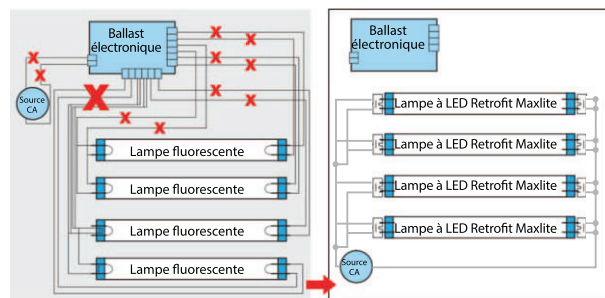 Ballast
électronique
Source
CA
Lampe fluorescente
Lampe fluorescente
Lampe fluorescente
Lampe fluorescente
Ballast
électronique
Lampe à LED Retrofit Maxlite
Lampe à LED Retrofit Maxlite
Lampe à LED Retrofit Maxlite
Lampe à LED Retrofit Maxlite
Source
CA